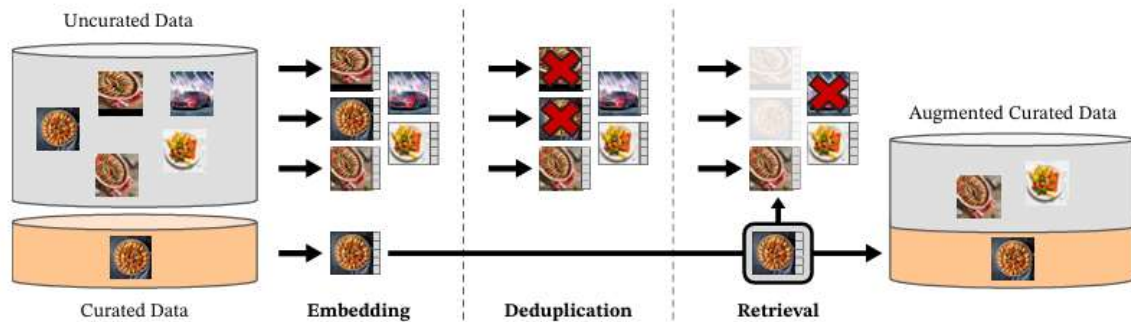 Uncurated Data
Augmented Curated Data
Curated Data
Embedding
Deduplication
Retrieval